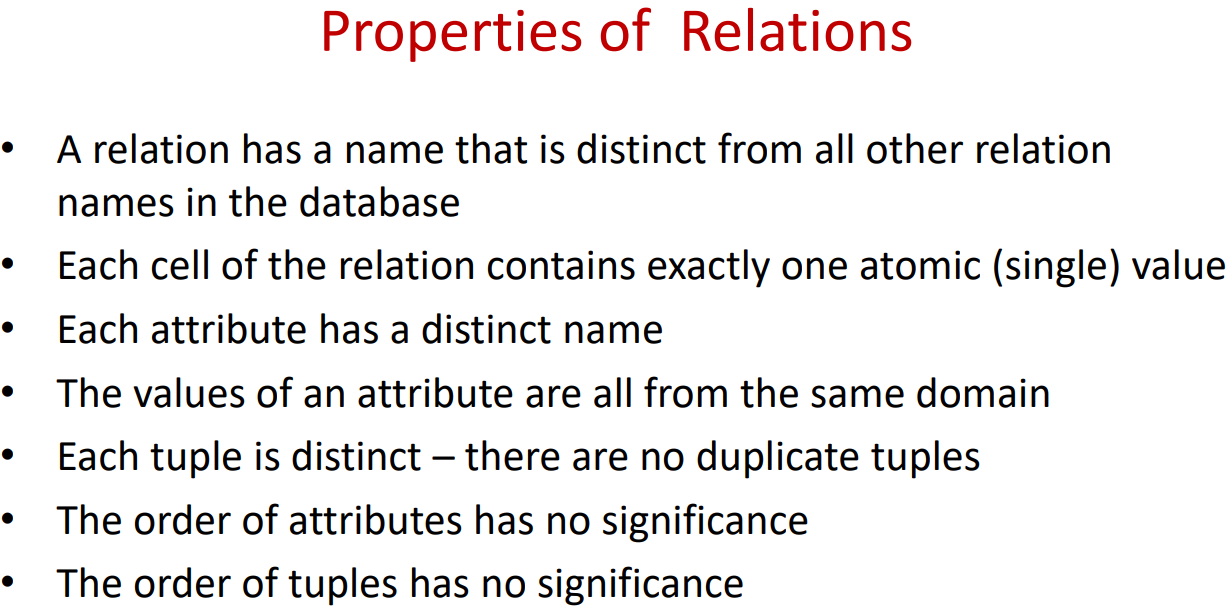 Properties of Relations
• A relation has a name that is distinct from all other relation
names in the database
• Each cell of the relation contains exactly one atomic (single) value
• Each attribute has a distinct name
• The values of an attribute are all from the same domain
• Each tuple is distinct – there are no duplicate tuples
• The order of attributes has no significance
• The order of tuples has no significance